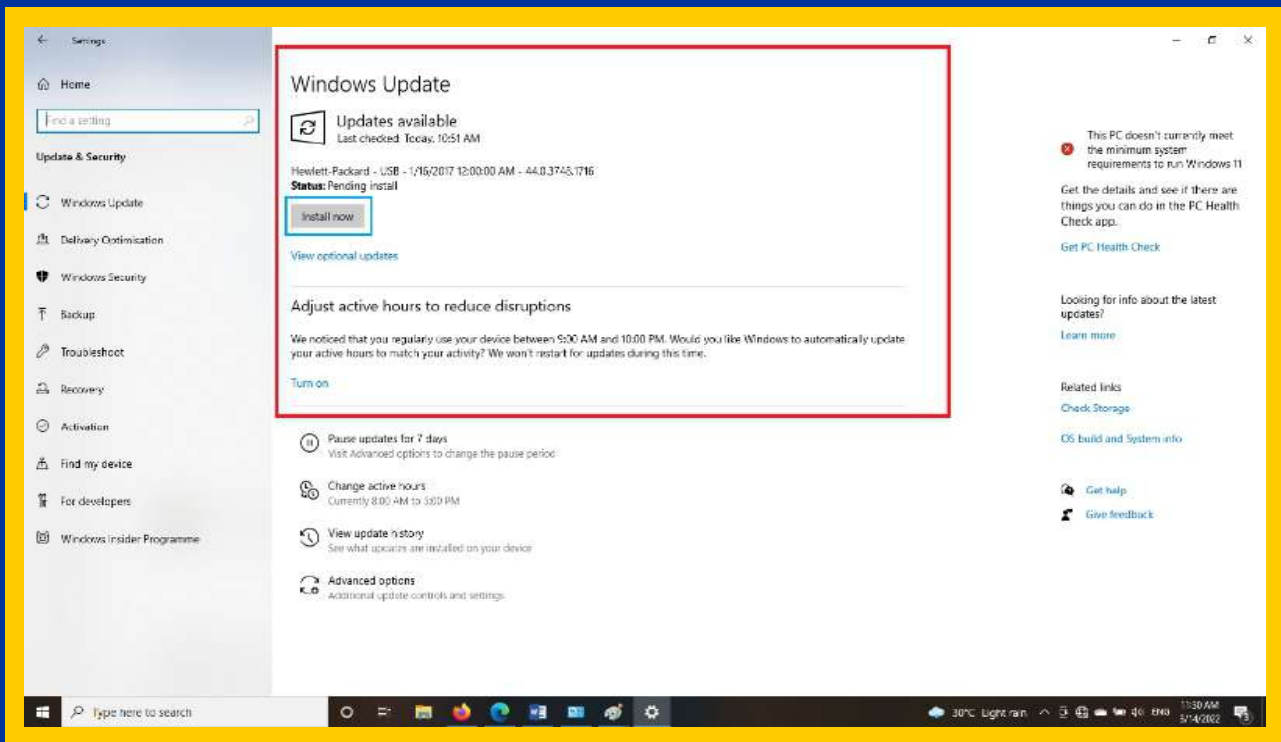 Settings
Home
Find a setting
Update & Security
Windows Update
Delivery Optimisation
Windows Security
Backup
Troubleshoot
Recovery
Activation
Find my device
For developers
Windows Insider Programme
Windows Update
Updates available
Last checked: Today, 10:51 AM
Hewlett-Packard - USB - 1/16/2017 12:00:00 AM - 44.0.3743.1716
Status: Pending install
Install now
View optional updates
Adjust active hours to reduce disruptions
We noticed that you regularly use your device between 9:00 AM and 10:00 PM. Would you like Windows to automatically update
your active hours to match your activity? We won't restart for updates during this time.
Turn on
Pause updates for 7 days
Visit Advanced options to change the pause period
Change active hours
Currently 8:00 AM to 5:00 PM
View update history
See what updates are installed on your device
Advanced options
Additional update controls and settings
This PC doesn't currently meet
the minimum system
requirements to run Windows 11
Get the details and see if there are
things you can do in the PC Health
Check app.
Get PC Health Check
Looking for info about the latest
updates?
Learn more
Related links
Check Storage
OS build and System info
Get help
Give feedback
Type here to search
30°C Light rain
ENG
11:30 AM
/14/2022